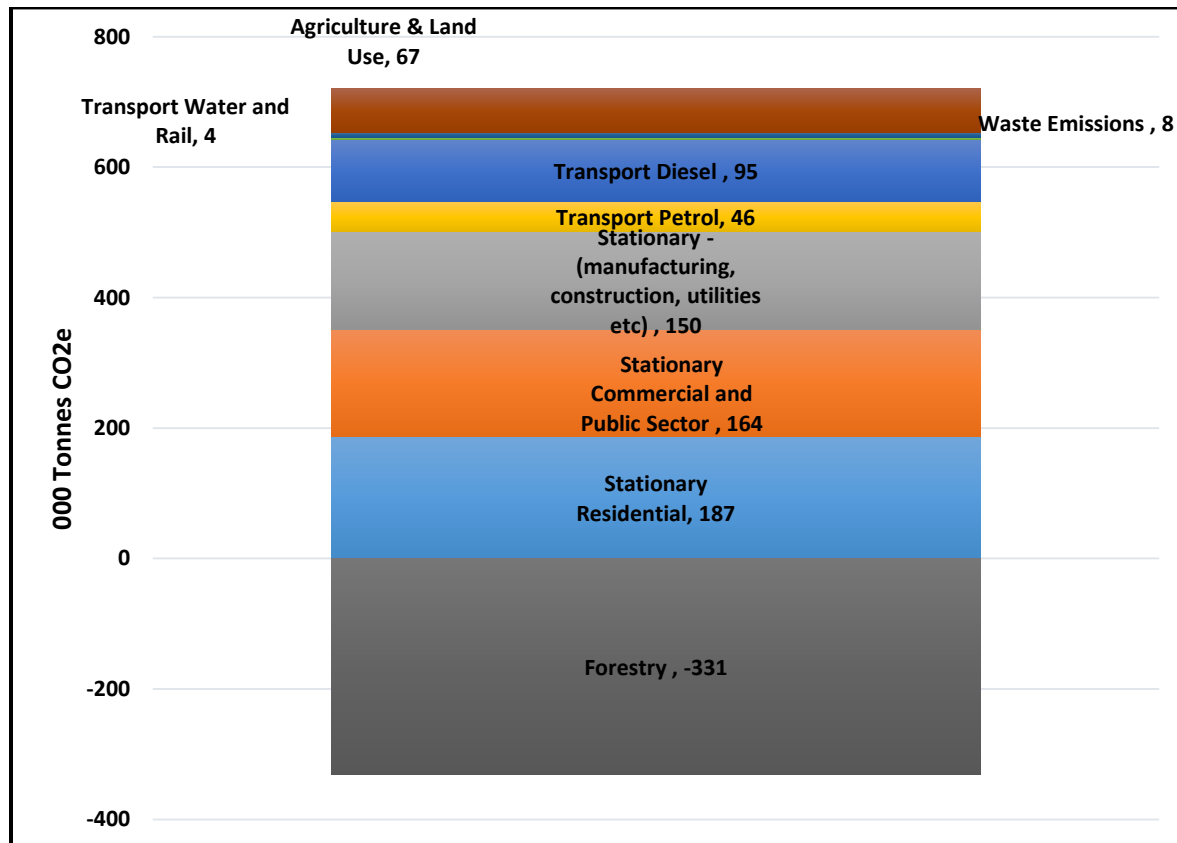 800
600
400
200
0
-200
-400
000 Tonnes CO2e
Agriculture & Land
Use, 67
Transport Water and
Rail, 4
Waste Emissions , 8
Transport Diesel , 95
Transport Petrol, 46
Stationary -
(manufacturing,
construction, utilities
etc) , 150
Stationary
Commercial and
Public Sector , 164
Stationary
Residential, 187
Forestry , -331